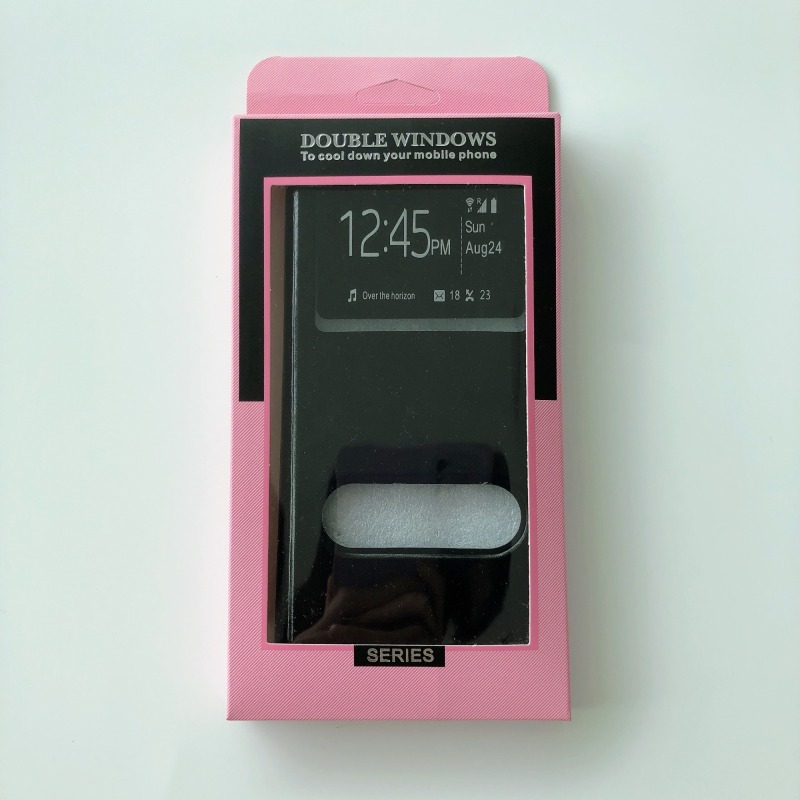 DOUBLE WINDOWS
To cool down your mobile phone
R
12:45PM
Sun
Aug24
Over the horizon 18 23
SERIES